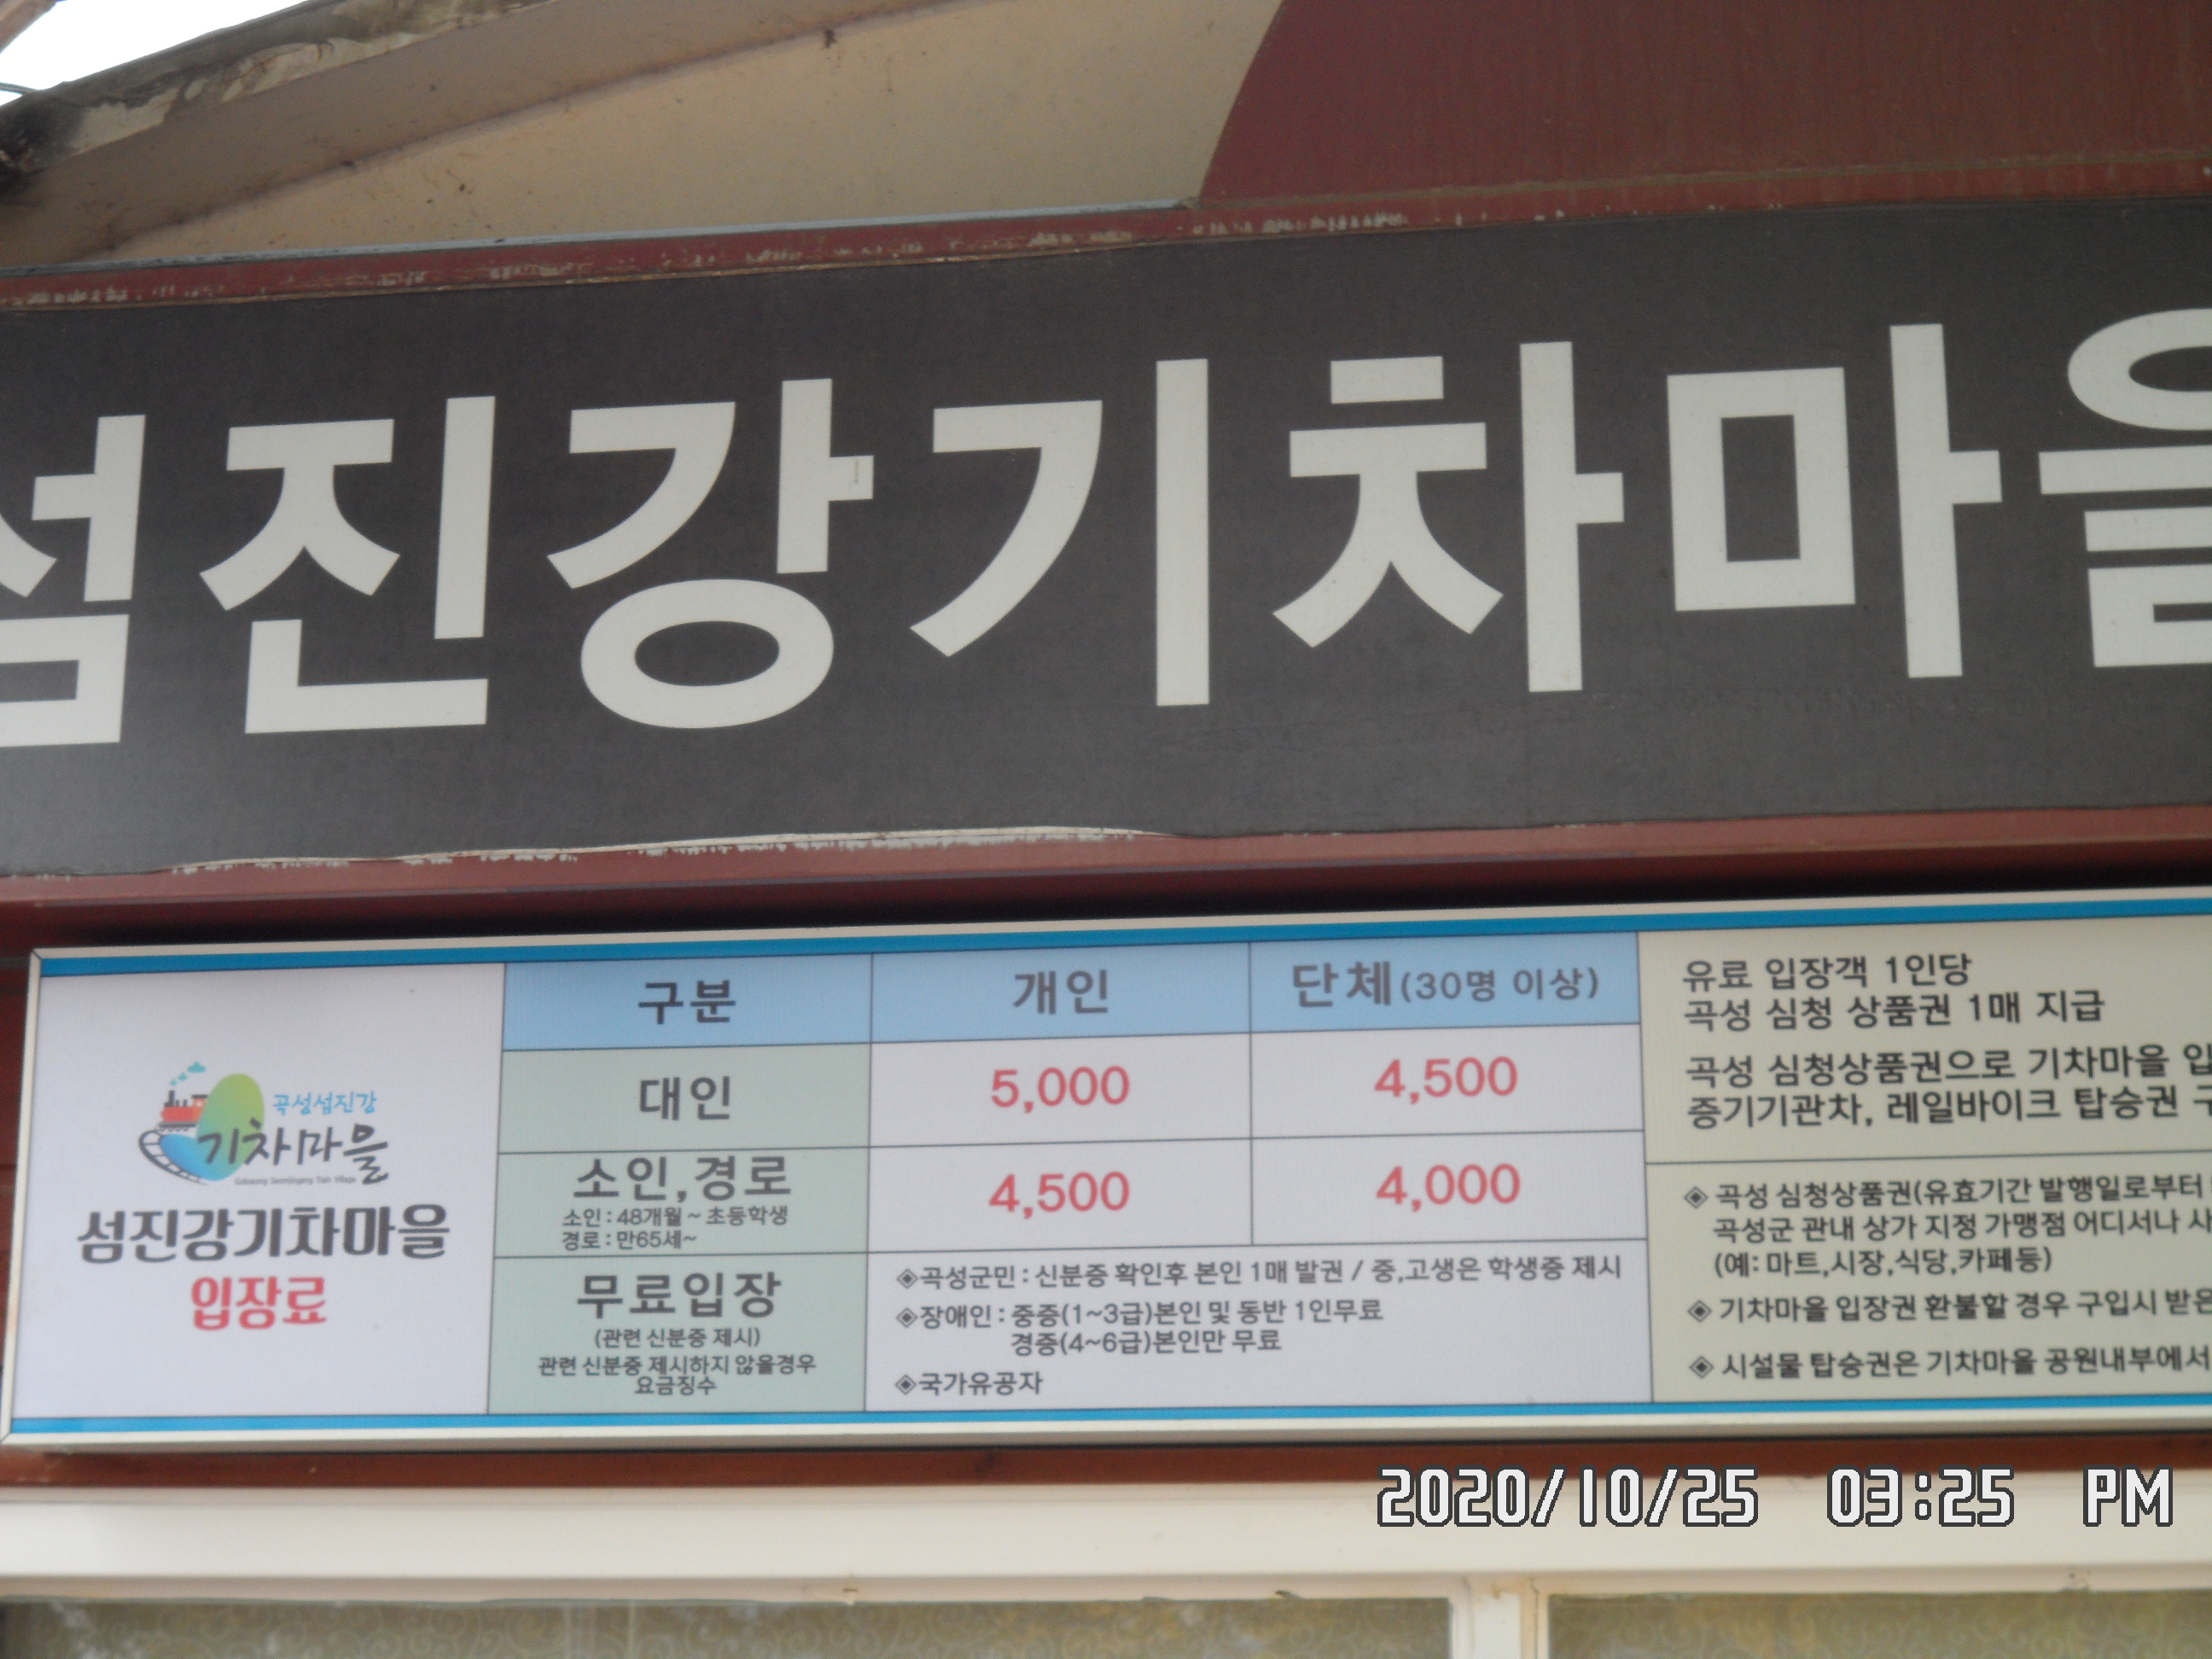 섬진강기차마을
곡성섬진강
기차마을
Gokseong Seomjingang Train Village
섬진강기차마을
입장료
구분 개인 단체(30명 이상)
대인 5,000 4,500
소인,경로 4,500 4,000
소인 : 48개월 ~ 초등학생
경로 : 만65세~
무료입장
(관련 신분증 제시)
관련 신분증 제시하지 않을경우
요금징수
◈곡성군민 : 신분증 확인후 본인 1매 발권 / 중,고생은 학생증 제시
◈장애인 : 중증(1~3급)본인 및 동반 1인무료
경증(4~6급)본인만 무료
◈국가유공자
유료 입장객 1인당
곡성 심청 상품권 1매 지급
곡성 심청상품권으로 기차마을 입
증기기관차, 레일바이크 탑승권
◈ 곡성 심청상품권(유효기간 발행일로부터
곡성군 관내 상가 지정 가맹점 어디서나 사
(예: 마트,시장,식당,카페등)
◈ 기차마을 입장권 환불할 경우 구입시 받은
◈ 시설물 탑승권은 기차마을 공원내부에서
2020/10/25 03:25 PM